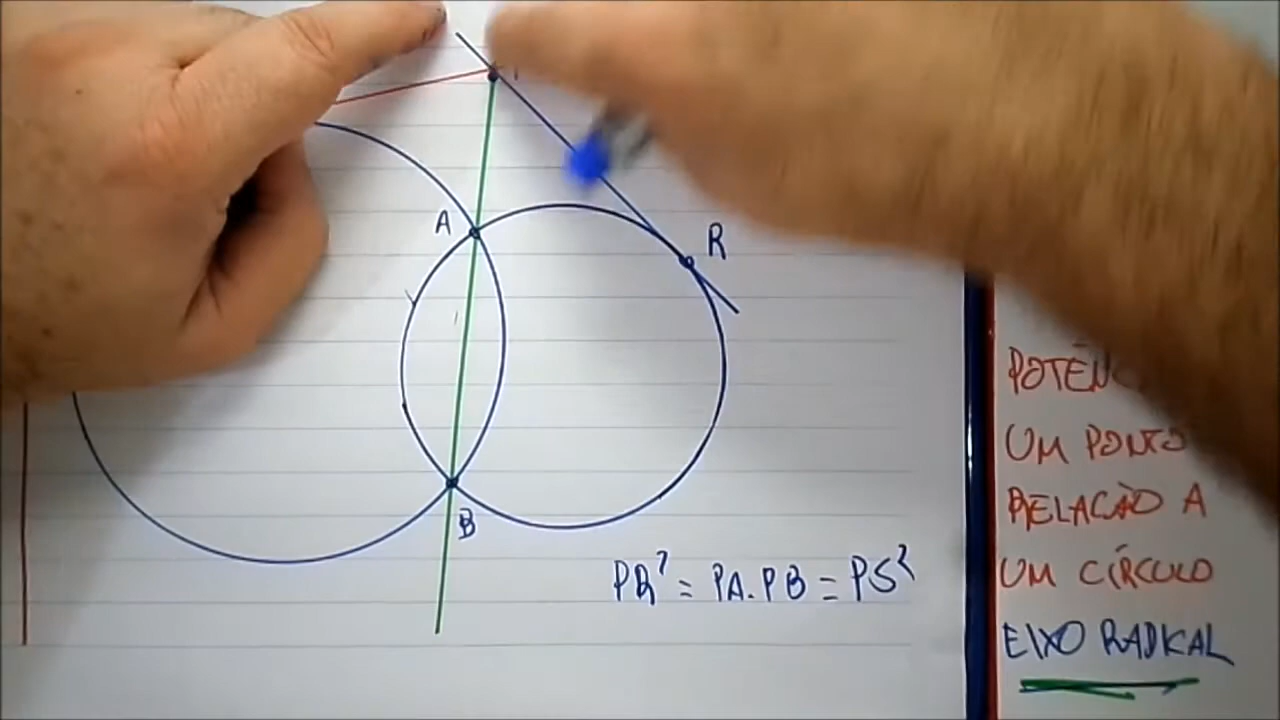 A
R
B
PR² = PA.PB = PS²
UM PONTO
RELAÇÃO A
UM CÍRCULO
EIXO RADICAL